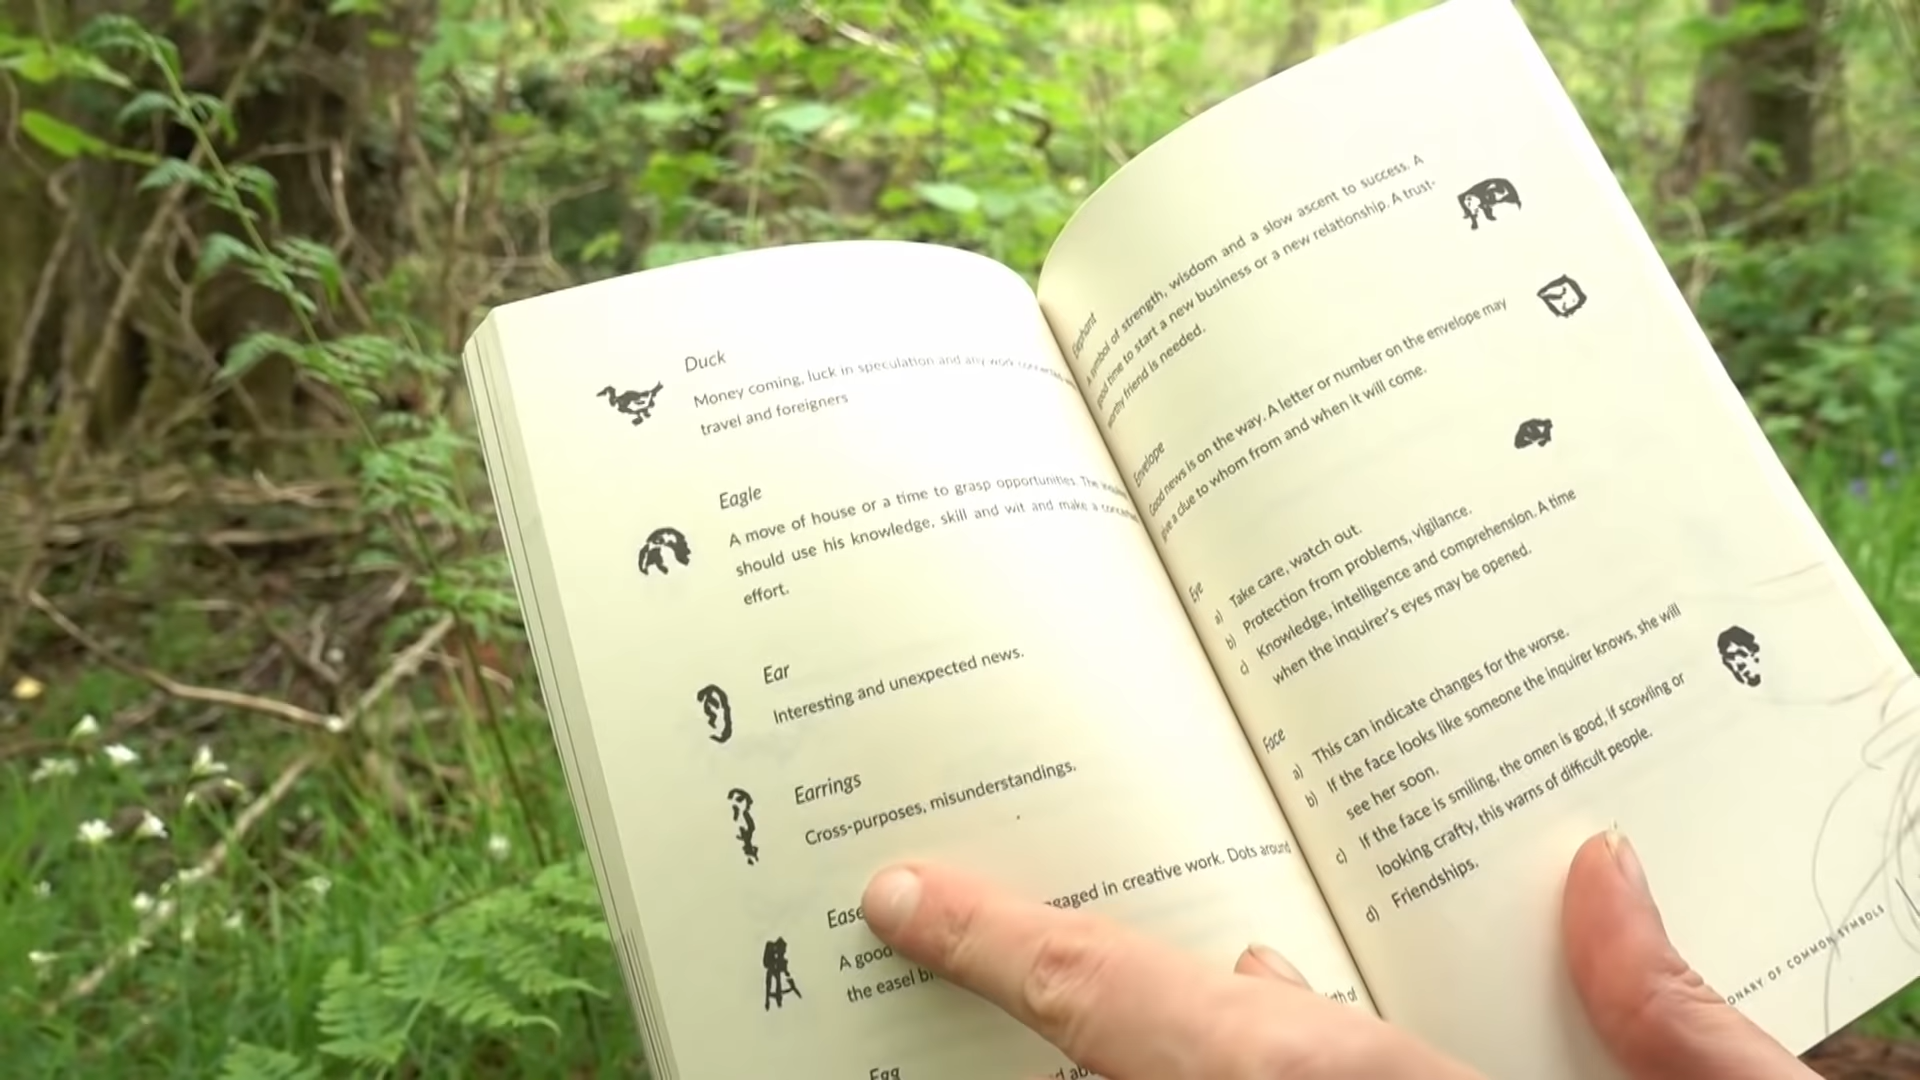 Duck
Money coming, luck in speculation and any work connected
travel and foreigners
Eagle
A move of house or a time to grasp opportunities. The
should use his knowledge, skill and wit and make a
effort.
Ear
Interesting and unexpected news.
Earrings
Cross-purposes, misunderstandings.
Ease
gaged in creative work. Dots around
A good
the easel
Egg
Elephant
A symbol of strength, wisdom and a slow ascent to success. A
good time to start a new business or a new relationship. A trust-
worthy friend is needed.
Envelope
Good news is on the way. A letter or number on the envelope may
give a clue to whom from and when it will come.
Eye
a) Take care, watch out.
b) Protection from problems, vigilance.
c) Knowledge, intelligence and comprehension. A time
when the inquirer's eyes may be opened.
Face
a) This can indicate changes for the worse.
b) If the face looks like someone the inquirer knows, she will
see her soon.
c) If the face is smiling, the omen is good, if scowling or
looking crafty, this warns of difficult people.
d) Friendships.
ONARY OF COMMON SYMBOLS